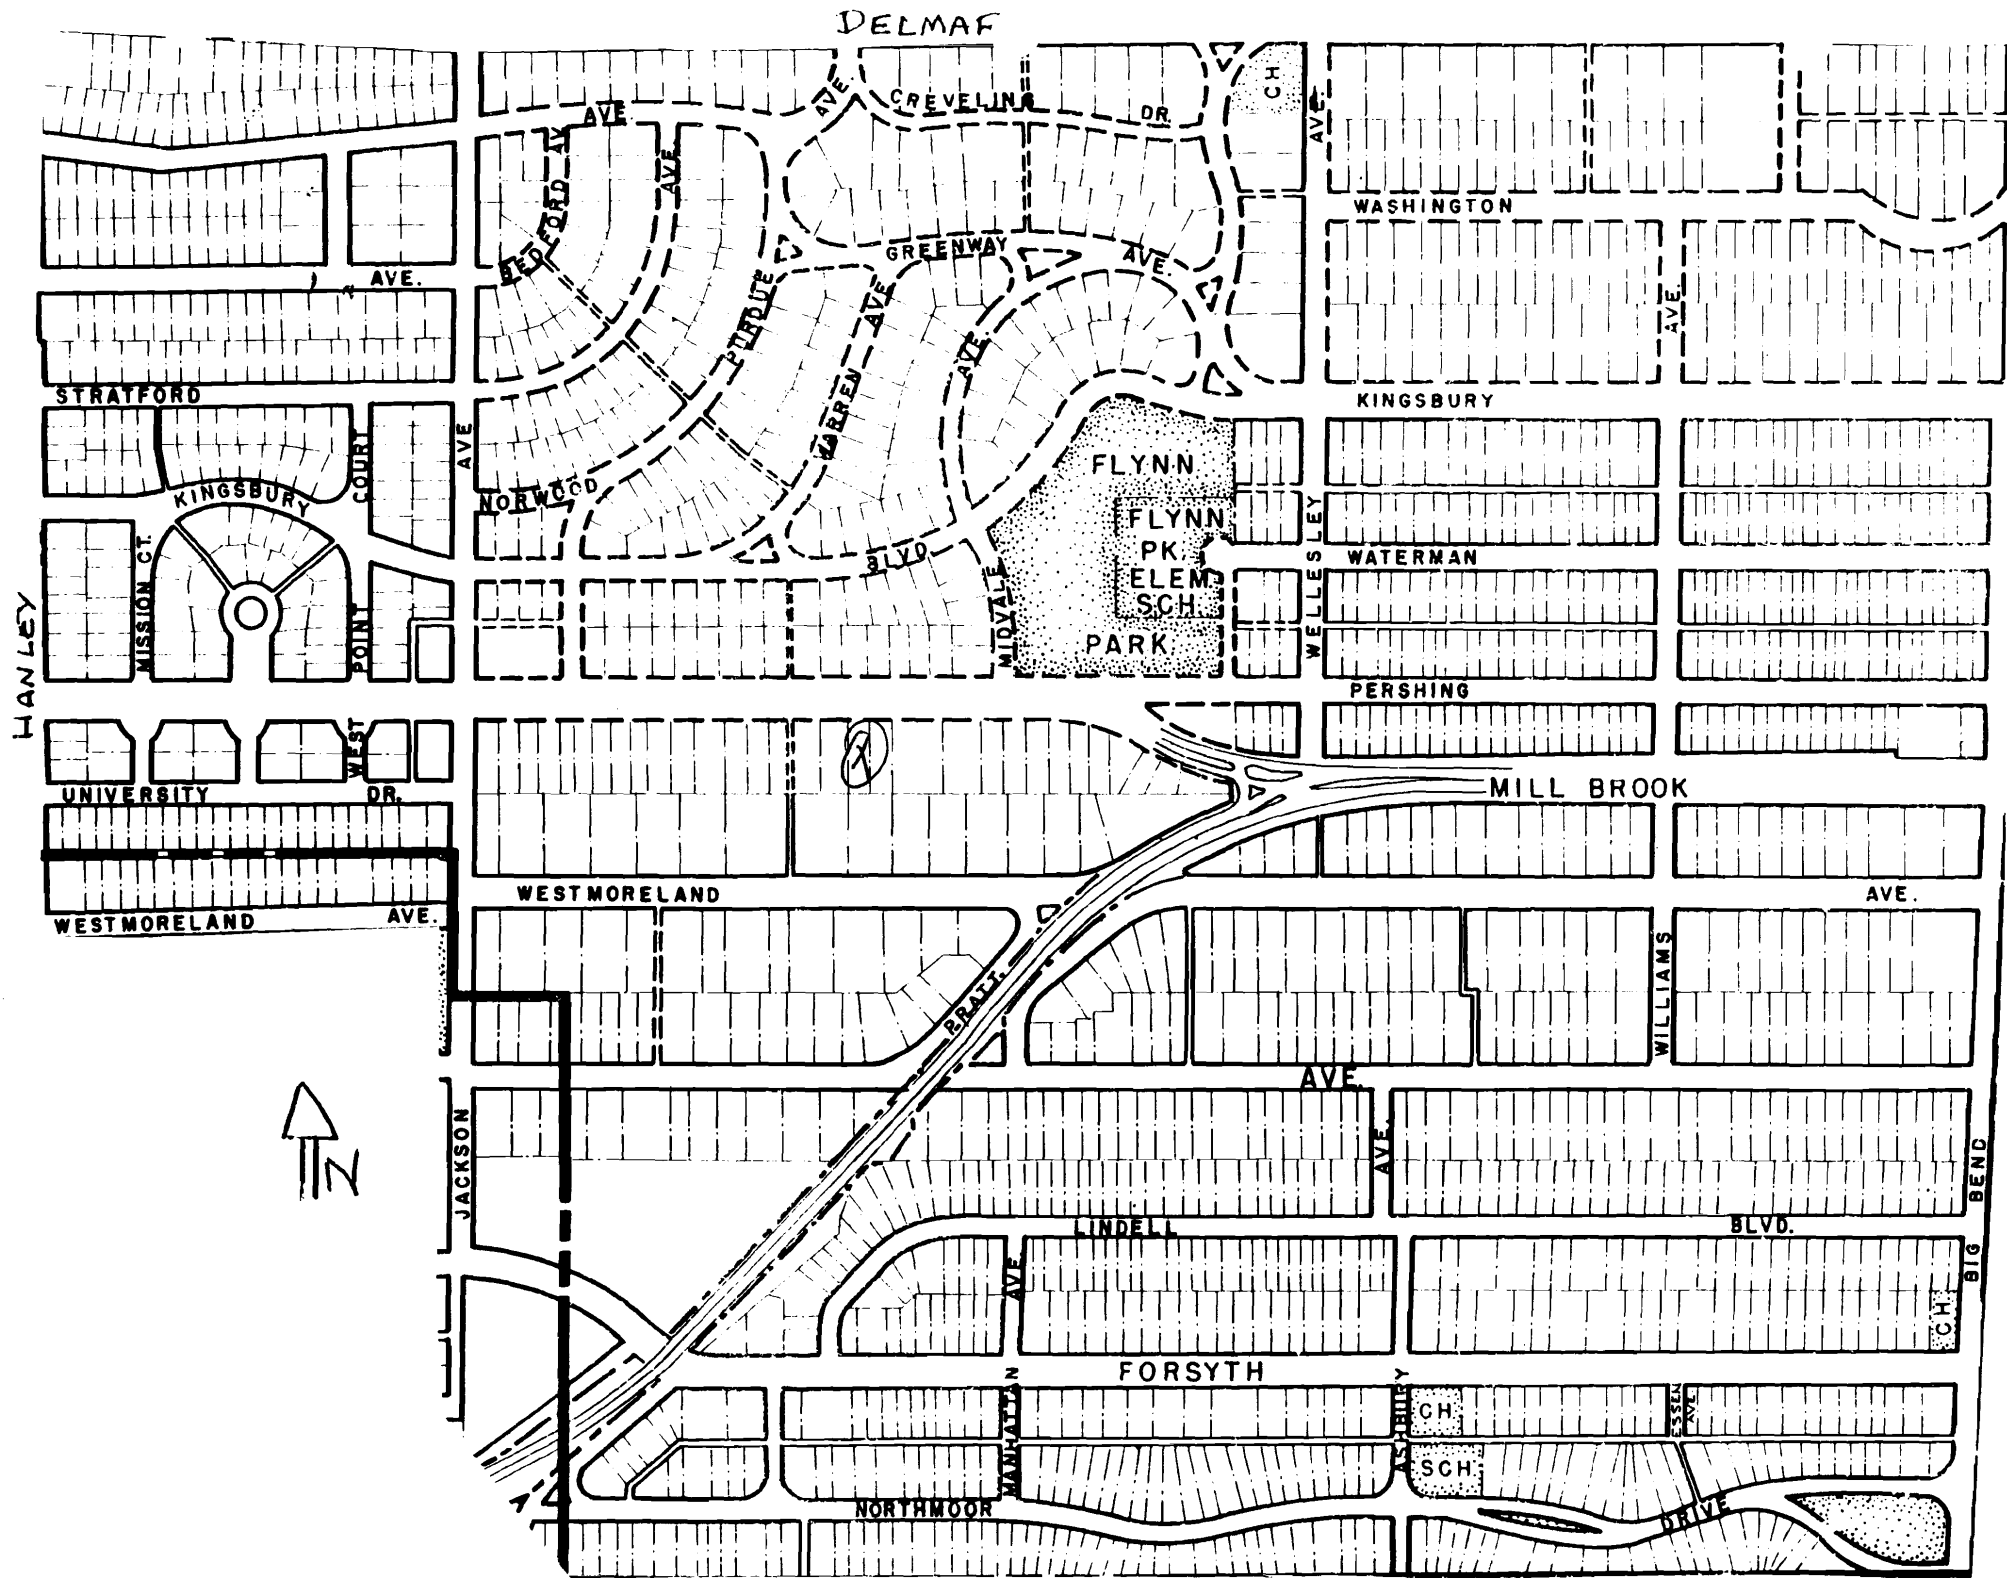 DELMAF
CH
AVE.
CREVELING
DR.
AVE
AVE.
BEDFORD AV
AVE
WASHINGTON
GREENWAY
AVE.
AVE.
PURDUE
AVE
AVE.
AVE.
STRATFORD
WARREN
KINGSBURY
AVE
COURT
KINGSBURY
NORWOOD
FLYNN
FLYNN
PK.
ELEM
SCH.
PARK
WELLESLEY
WATERMAN
BLVD
MIDVALE
MISSION CT.
POINT
HANLEY
PERSHING
WEST
X
UNIVERSITY
DR.
MILL BROOK
WESTMORELAND
AVE.
WESTMORELAND
AVE.
WILLIAMS
PRATT.
AVE.
N
JACKSON
AVE.
BEND
LINDELL
BLVD.
BIG
AVE
CH
FORSYTH
MANHATTAN
ASHBURY
CH.
ESSEN
AVE
SCH.
NORTHMOOR
DRIVE